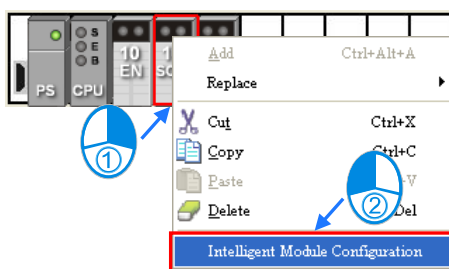 S
E
B
PS CPU 10 EN
Add Ctrl+Alt+A
Replace
Cut Ctrl+X
Copy Ctrl+C
Paste
Delete Del
Intelligent Module Configuration
①
②